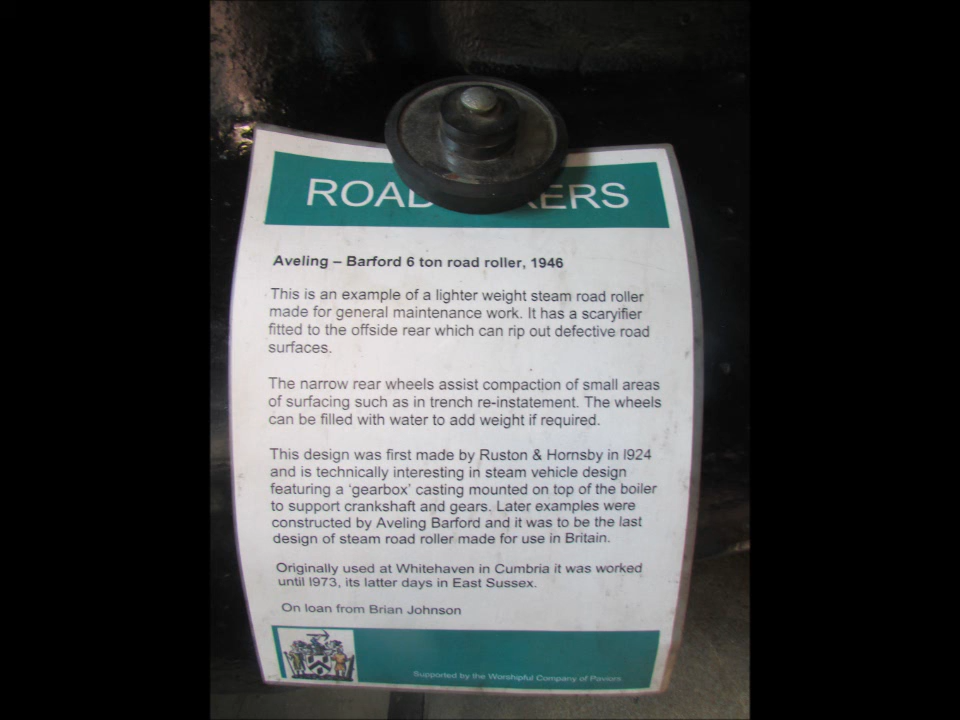 ROAD ERS
Aveling – Barford 6 ton road roller, 1946
This is an example of a lighter weight steam road roller
made for general maintenance work. It has a scaryifier
fitted to the offside rear which can rip out defective road
surfaces.
The narrow rear wheels assist compaction of small areas
of surfacing such as in trench re-instatement. The wheels
can be filled with water to add weight if required.
This design was first made by Ruston & Hornsby in I924
and is technically interesting in steam vehicle design
featuring a ‘gearbox’ casting mounted on top of the boiler
to support crankshaft and gears. Later examples were
constructed by Aveling Barford and it was to be the last
design of steam road roller made for use in Britain.
Originally used at Whitehaven in Cumbria it was worked
until I973, its latter days in East Sussex.
On loan from Brian Johnson
Supported by the Worshipful Company of Paviors